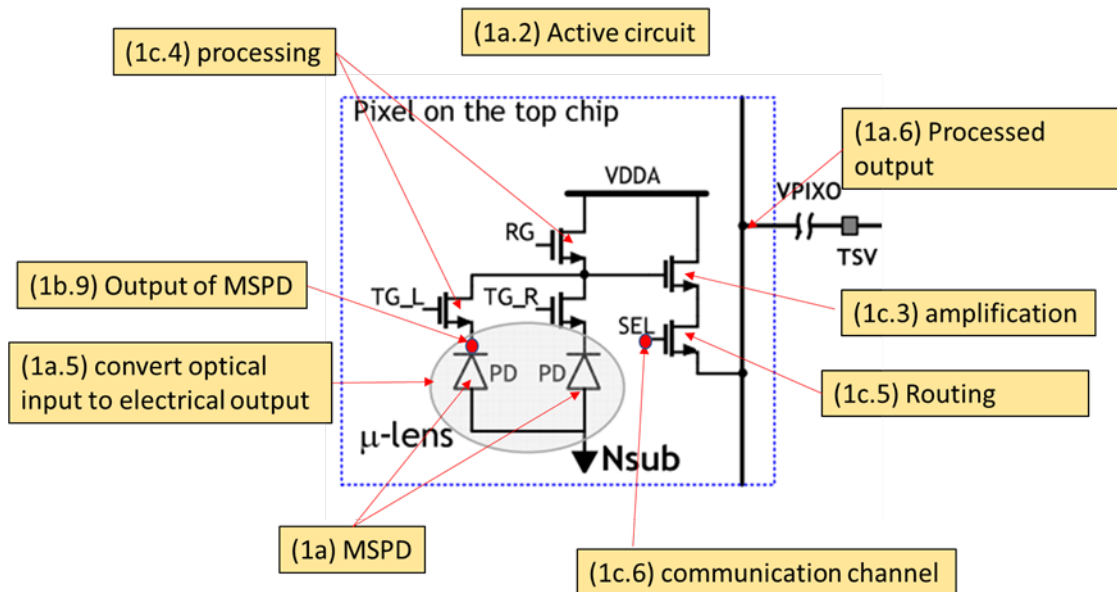 (1a.2) Active circuit
(1c.4) processing
Pixel on the top chip
(1a.6) Processed
output
VDDA
VPIXO
RG
TSV
(1b.9) Output of MSPD
TG_L
TG_R
SEL
(1c.3) amplification
(1a.5) convert optical
input to electrical output
PD
PD
(1c.5) Routing
μ-lens
Nsub
(1a) MSPD
(1c.6) communication channel